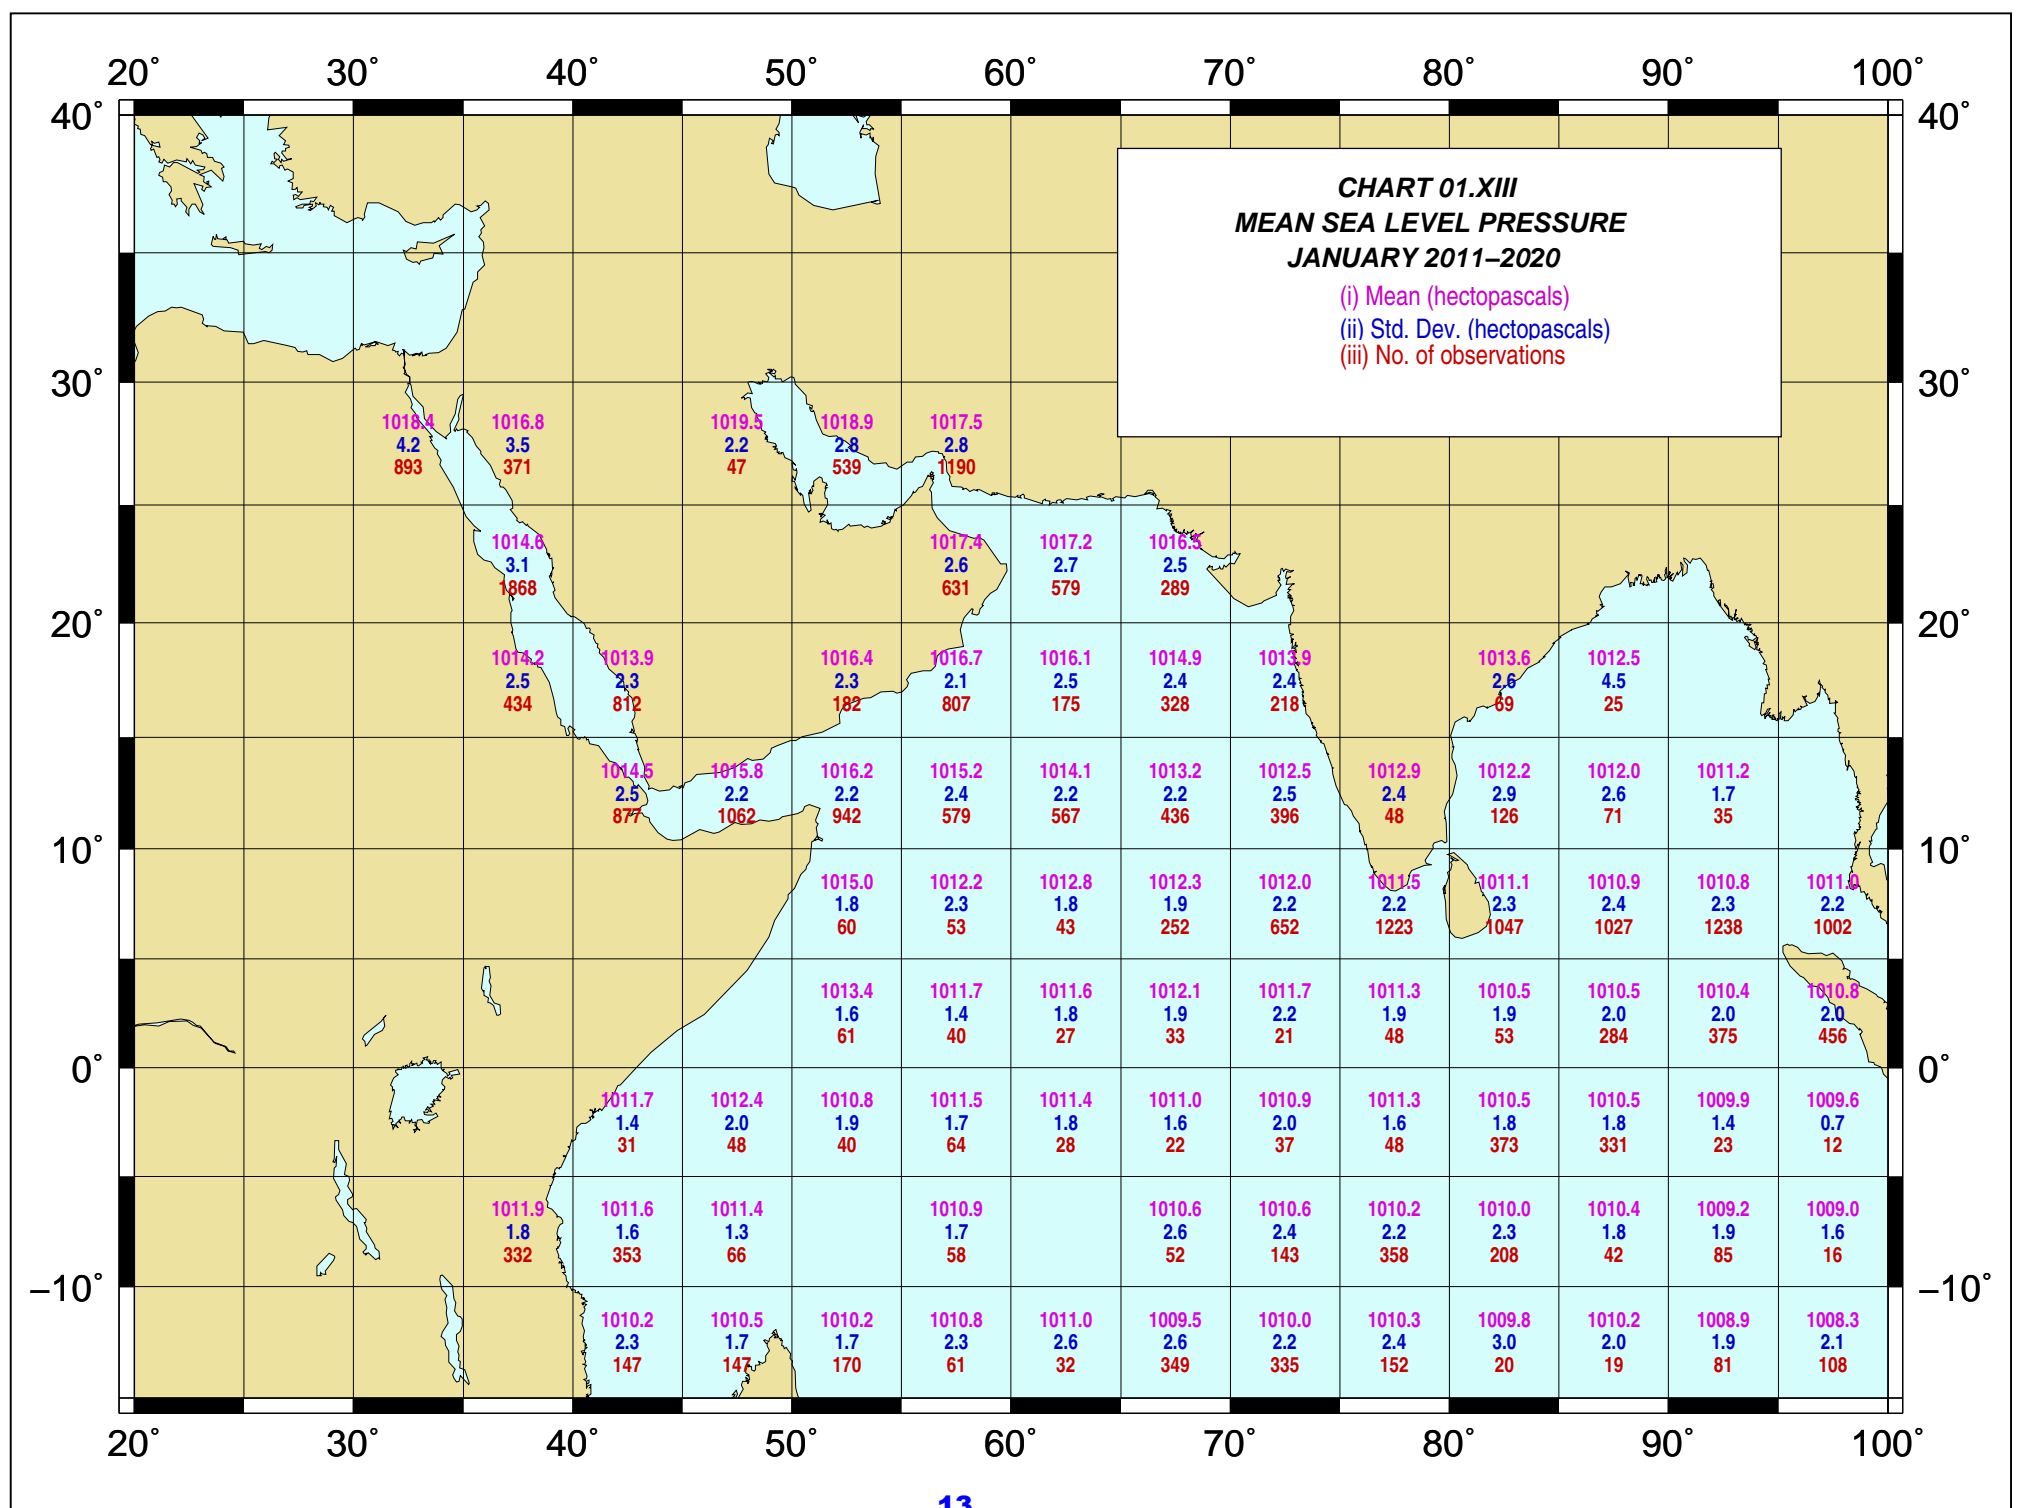 20° 30° 40° 50° 60° 70° 80° 90° 100°
40° 40°
CHART 01.XIII
MEAN SEA LEVEL PRESSURE
JANUARY 2011–2020
(i) Mean (hectopascals)
(ii) Std. Dev. (hectopascals)
(iii) No. of observations
30° 30°
1018.4 1016.8 1019.5 1018.9 1017.5
4.2 3.5 2.2 2.8 2.8
893 371 47 539 1190
1014.6 1017.4 1017.2 1016.5
3.1 2.6 2.7 2.5
1868 631 579 289
20° 20°
1014.2 1013.9 1016.4 1016.7 1016.1 1014.9 1013.9 1013.6 1012.5
2.5 2.3 2.3 2.1 2.5 2.4 2.4 2.6 4.5
434 812 182 807 175 328 218 69 25
1014.5 1015.8 1016.2 1015.2 1014.1 1013.2 1012.5 1012.9 1012.2 1012.0 1011.2
2.5 2.2 2.2 2.4 2.2 2.2 2.5 2.4 2.9 2.6 1.7
877 1062 942 579 567 436 396 48 126 71 35
10° 10°
1015.0 1012.2 1012.8 1012.3 1012.0 1011.5 1011.1 1010.9 1010.8 1011.0
1.8 2.3 1.8 1.9 2.2 2.2 2.3 2.4 2.3 2.2
60 53 43 252 652 1223 1047 1027 1238 1002
1013.4 1011.7 1011.6 1012.1 1011.7 1011.3 1010.5 1010.5 1010.4 1010.8
1.6 1.4 1.8 1.9 2.2 1.9 1.9 2.0 2.0 2.0
61 40 27 33 21 48 53 284 375 456
0° 0°
1011.7 1012.4 1010.8 1011.5 1011.4 1011.0 1010.9 1011.3 1010.5 1010.5 1009.9 1009.6
1.4 2.0 1.9 1.7 1.8 1.6 2.0 1.6 1.8 1.8 1.4 0.7
31 48 40 64 28 22 37 48 373 331 23 12
1011.9 1011.6 1011.4 1010.9 1010.6 1010.6 1010.2 1010.0 1010.4 1009.2 1009.0
1.8 1.6 1.3 1.7 2.6 2.4 2.2 2.3 1.8 1.9 1.6
332 353 66 58 52 143 358 208 42 85 16
−10° −10°
1010.2 1010.5 1010.2 1010.8 1011.0 1009.5 1010.0 1010.3 1009.8 1010.2 1008.9 1008.3
2.3 1.7 1.7 2.3 2.6 2.6 2.2 2.4 3.0 2.0 1.9 2.1
147 147 170 61 32 349 335 152 20 19 81 108
20° 30° 40° 50° 60° 70° 80° 90° 100°
13